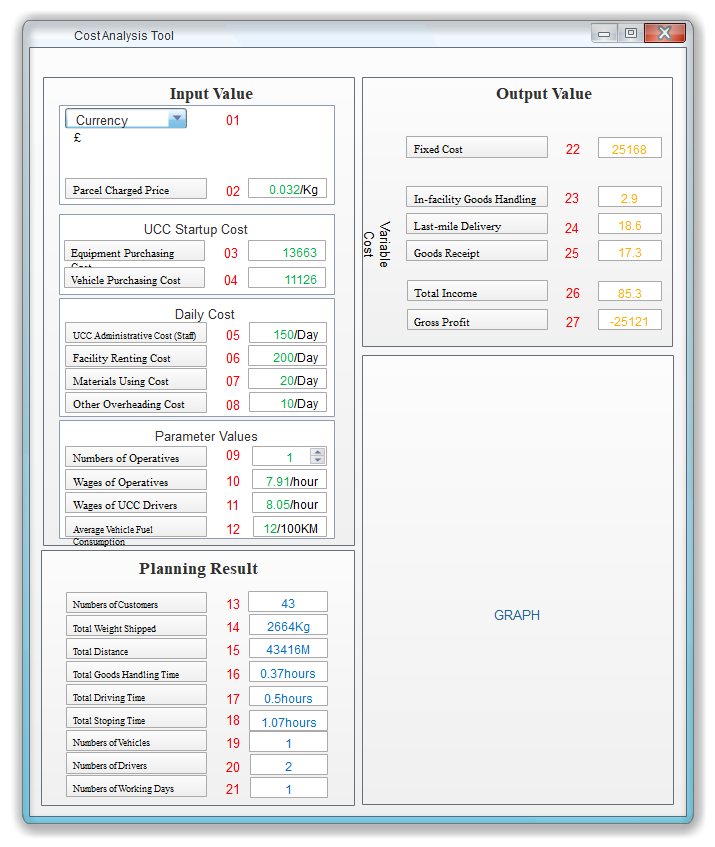 Cost Analysis Tool
Input Value
Currency 01
£
Parcel Charged Price 02 0.032/Kg
UCC Startup Cost
Equipment Purchasing 03 13663
Cost
Vehicle Purchasing Cost 04 11126
Daily Cost
UCC Administrative Cost (Staff) 05 150/Day
Facility Renting Cost 06 200/Day
Materials Using Cost 07 20/Day
Other Overheading Cost 08 10/Day
Parameter Values
Numbers of Operatives 09 1
Wages of Operatives 10 7.91/hour
Wages of UCC Drivers 11 8.05/hour
Average Vehicle Fuel 12 12/100KM
Consumption
Planning Result
Numbers of Customers 13 43
Total Weight Shipped 14 2664Kg
Total Distance 15 43416M
Total Goods Handling Time 16 0.37hours
Total Driving Time 17 0.5hours
Total Stoping Time 18 1.07hours
Numbers of Vehicles 19 1
Numbers of Drivers 20 2
Numbers of Working Days 21 1
Output Value
Fixed Cost 22 25168
Variable
Cost
In-facility Goods Handling 23 2.9
Last-mile Delivery 24 18.6
Goods Receipt 25 17.3
Total Income 26 85.3
Gross Profit 27 -25121
GRAPH